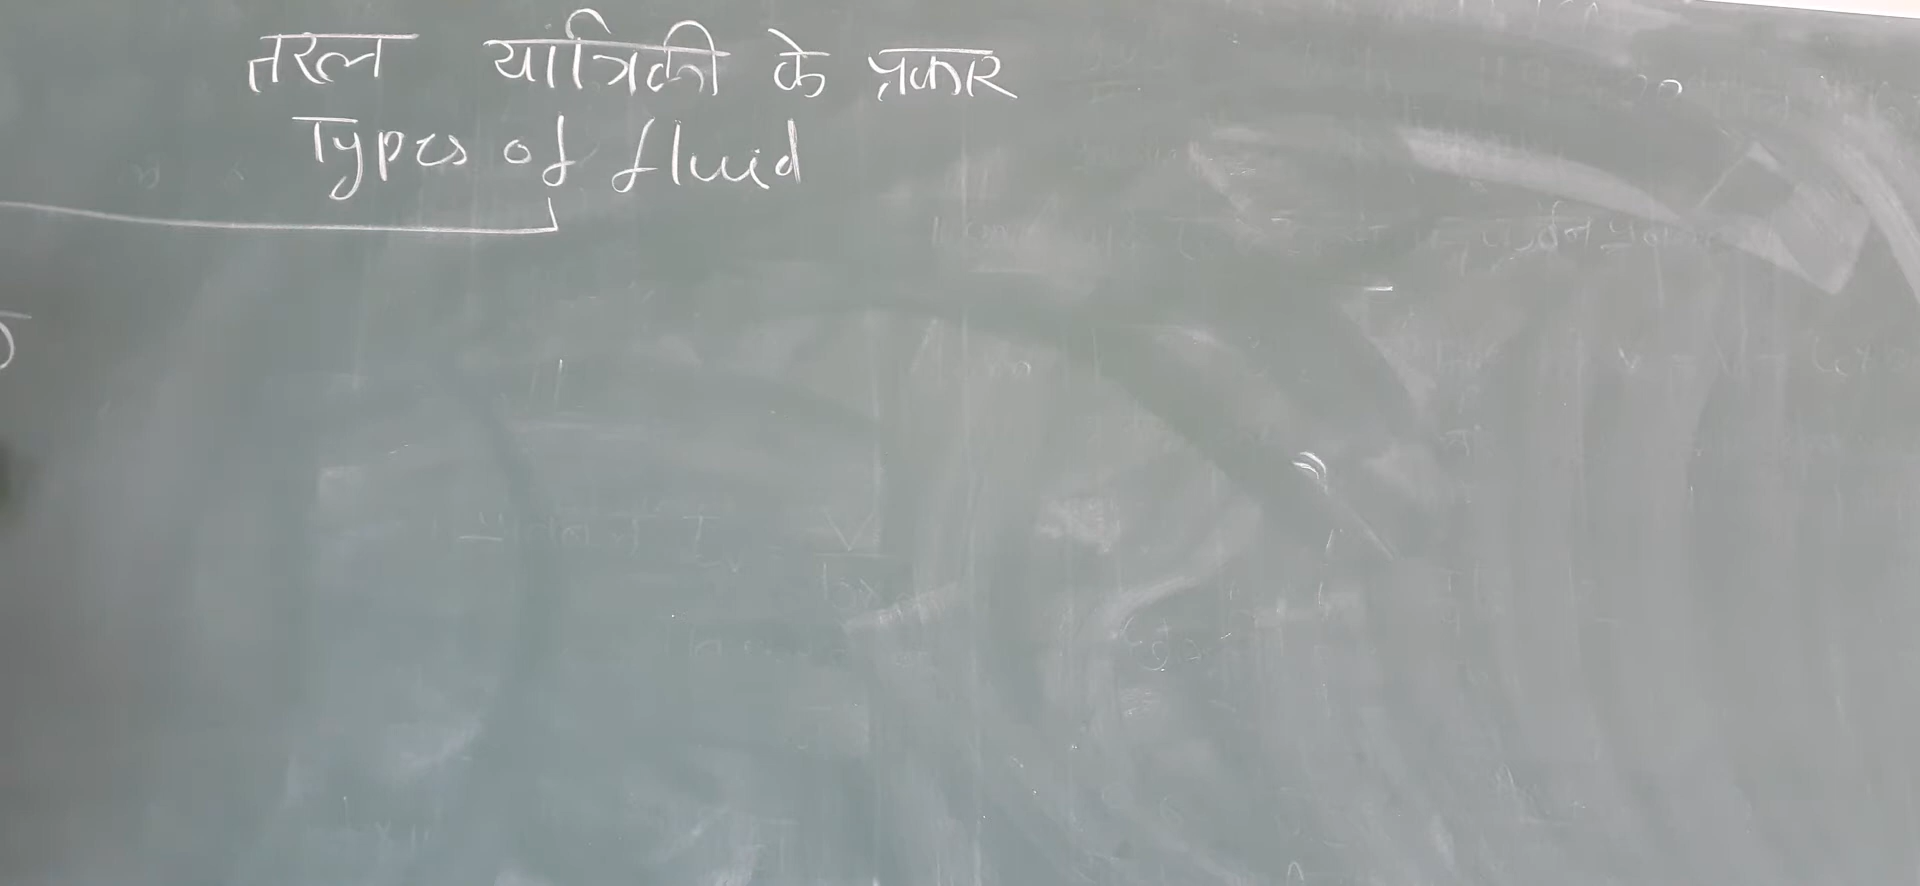 तरल यांत्रिकी के प्रकार
Types of fluid